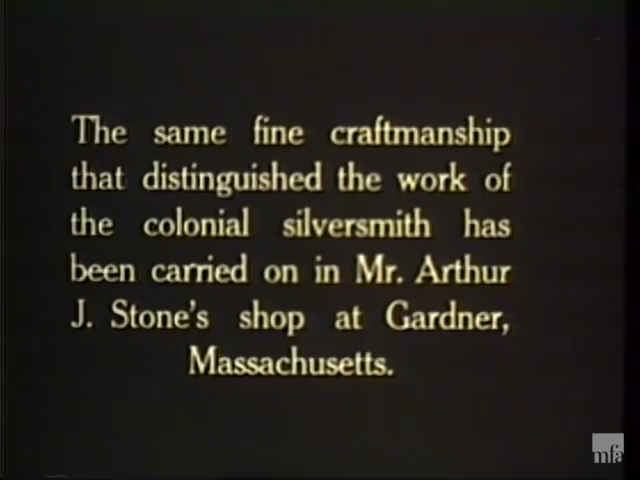 The same fine craftmanship
that distinguished the work of
the colonial silversmith has
been carried on in Mr. Arthur
J. Stone's shop at Gardner,
Massachusetts.
mfa